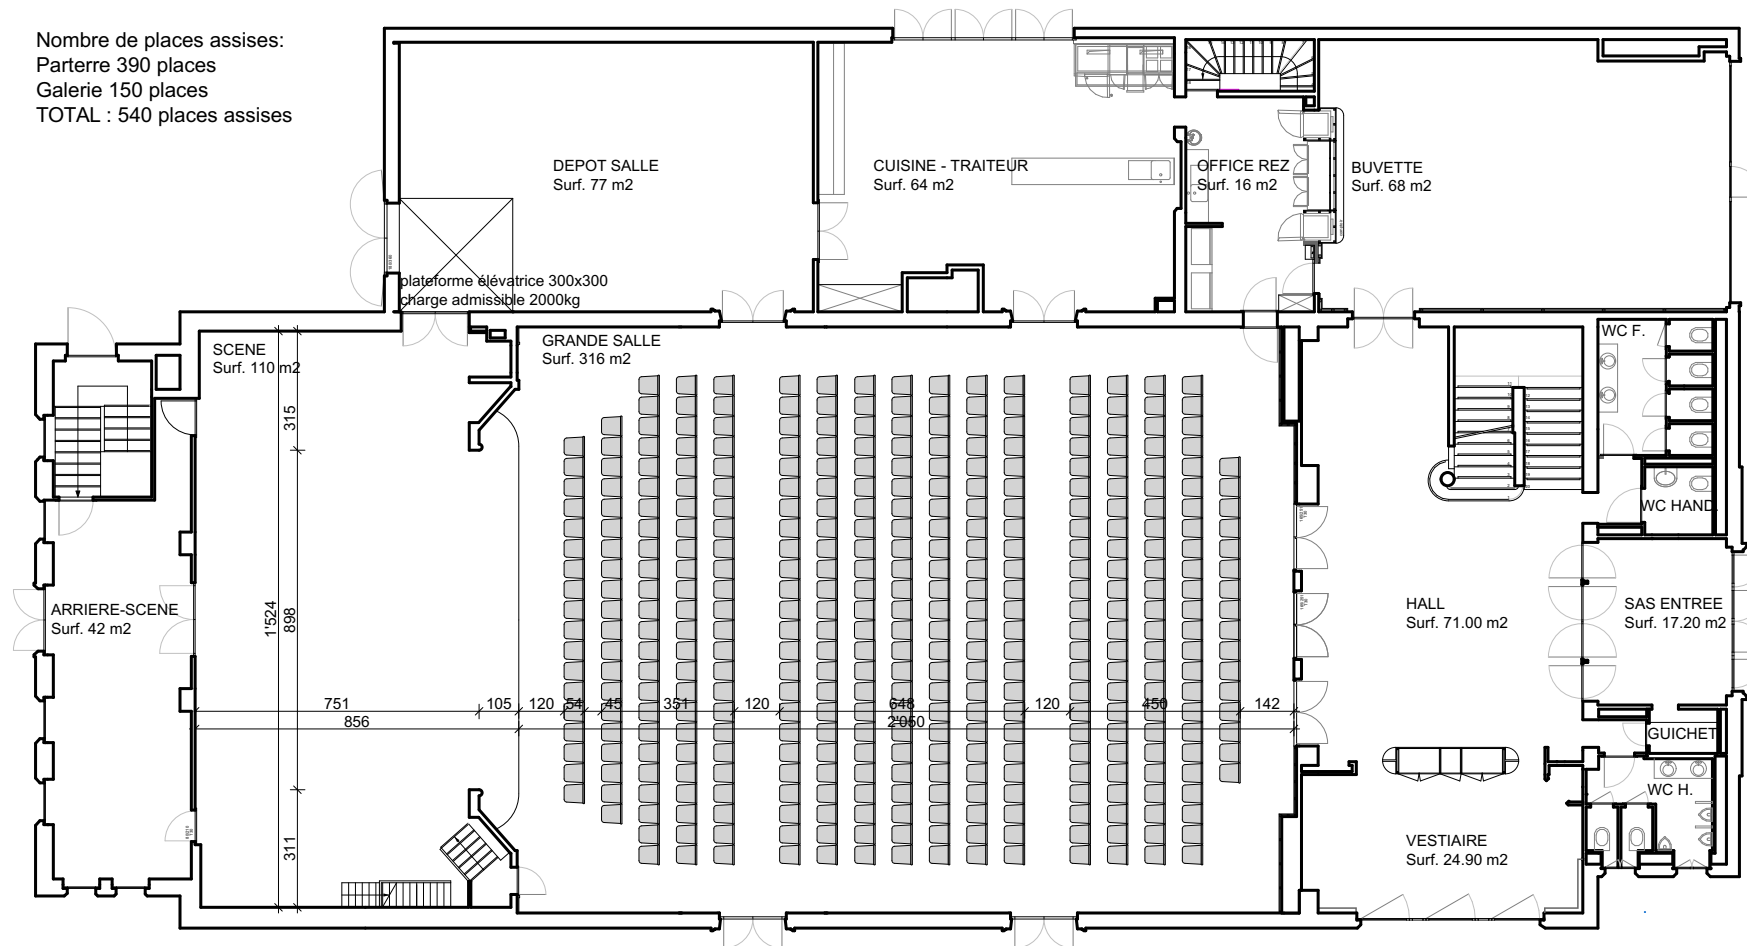 Nombre de places assises:
Parterre 390 places
Galerie 150 places
TOTAL : 540 places assises
DEPOT SALLE
Surf. 77 m2
CUISINE - TRAITEUR
Surf. 64 m2
OFFICE REZ
Surf. 16 m2
BUVETTE
Surf. 68 m2
plateforme élévatrice 300x300
charge admissible 2000kg
SCENE
Surf. 110 m2
GRANDE SALLE
Surf. 316 m2
WC F.
WC HAND.
ARRIERE-SCENE
Surf. 42 m2
HALL
Surf. 71.00 m2
SAS ENTREE
Surf. 17.20 m2
315
1'524
898
311
751
105
120
54
45
351
120
648
120
450
142
856
2'050
GUICHET
WC H.
VESTIAIRE
Surf. 24.90 m2